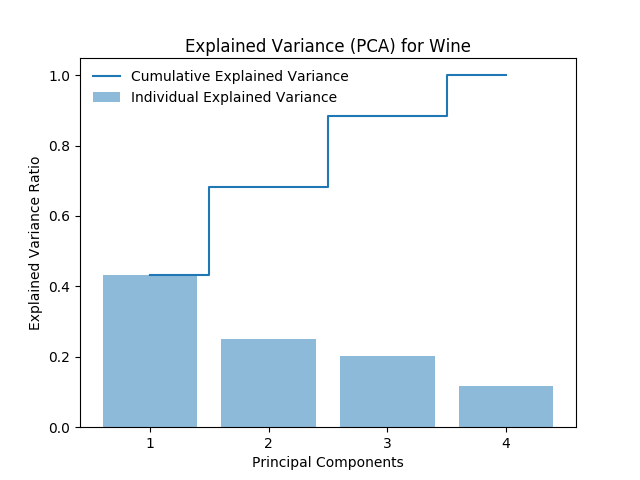 Explained Variance (PCA) for Wine
Cumulative Explained Variance
Individual Explained Variance
Explained Variance Ratio
1.0
0.8
0.6
0.4
0.2
0.0
1 2 3 4
Principal Components